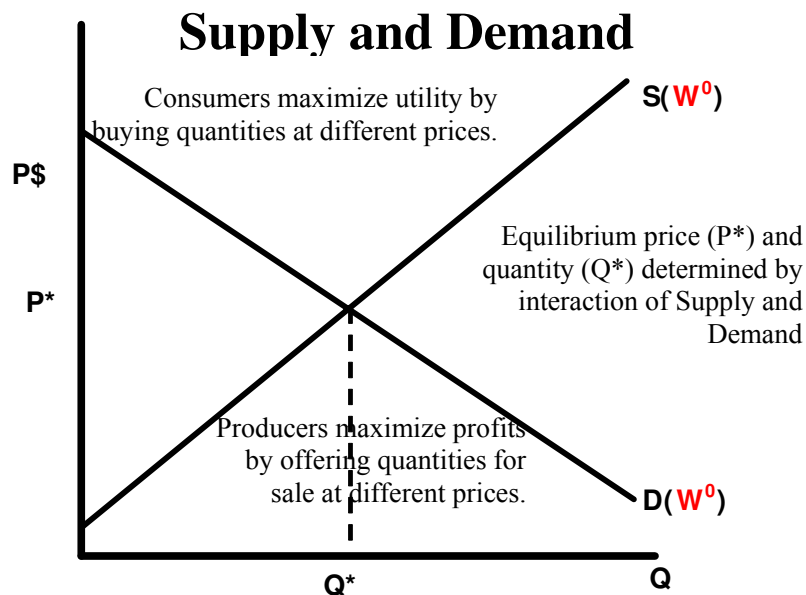 Supply and Demand
Consumers maximize utility by
buying quantities at different prices.
S(W⁰)
P$
Equilibrium price (P*) and
quantity (Q*) determined by
interaction of Supply and
Demand
P*
Producers maximize profits
by offering quantities for
sale at different prices.
D(W⁰)
Q*
Q